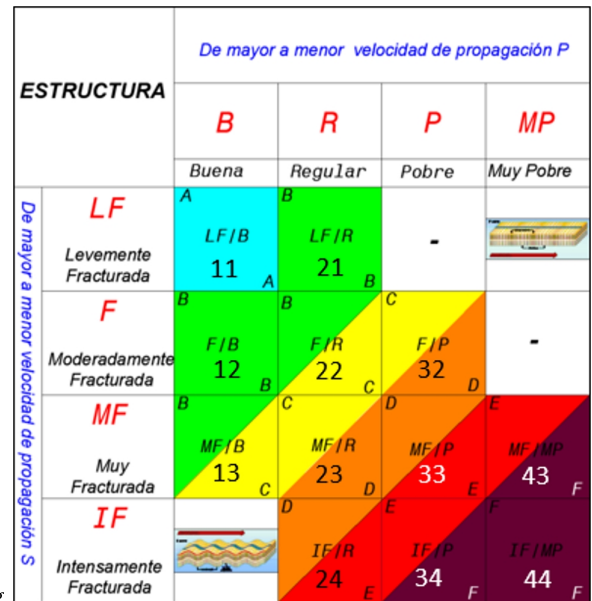 De mayor a menor velocidad de propagación P
ESTRUCTURA
B R P MP
Buena Regular Pobre Muy Pobre
De mayor a menor velocidad de propagación S
LF
Levemente
Fracturada
A B
LF/B LF/R -
11 21
A B
F
Moderadamente
Fracturada
B B C
F/B F/R F/P -
12 22 32
B C D
MF
Muy
Fracturada
B C D E
MF/B MF/R MF/P MF/MP
13 23 33 43
C D E F
IF
Intensamente
Fracturada
D E F
IF/R IF/P IF/MP
24 34 44
E F F